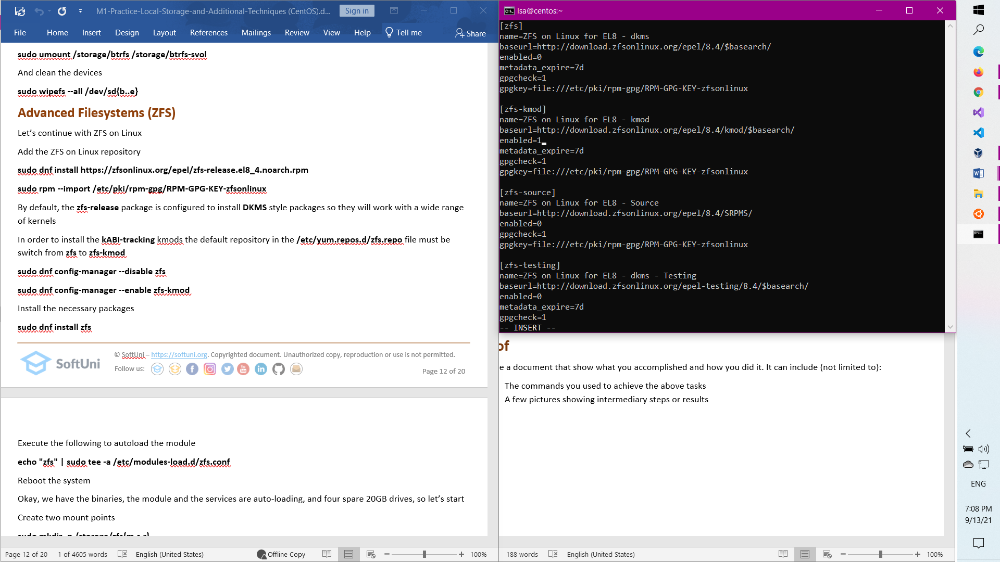 M1-Practice-Local-Storage-and-Additional-Techniques (CentOS).d...
Sign in
File Home Insert Design Layout References Mailings Review View Help Tell me Share
sudo umount /storage/btrfs /storage/btrfs-svol
And clean the devices
sudo wipefs --all /dev/sd{b..e}
Advanced Filesystems (ZFS)
Let’s continue with ZFS on Linux
Add the ZFS on Linux repository
sudo dnf install https://zfsonlinux.org/epel/zfs-release.el8_4.noarch.rpm
sudo rpm --import /etc/pki/rpm-gpg/RPM-GPG-KEY-zfsonlinux
By default, the zfs-release package is configured to install DKMS style packages so they will work with a wide range
of kernels
In order to install the kABI-tracking kmods the default repository in the /etc/yum.repos.d/zfs.repo file must be
switch from zfs to zfs-kmod
sudo dnf config-manager --disable zfs
sudo dnf config-manager --enable zfs-kmod
Install the necessary packages
sudo dnf install zfs
SoftUni
© SoftUni – https://softuni.org. Copyrighted document. Unauthorized copy, reproduction or use is not permitted.
Follow us:
Page 12 of 20
Execute the following to autoload the module
echo "zfs" | sudo tee -a /etc/modules-load.d/zfs.conf
Reboot the system
Okay, we have the binaries, the module and the services are auto-loading, and four spare 20GB drives, so let’s start
Create two mount points
Page 12 of 20 1 of 4605 words English (United States) Offline Copy 100%
lsa@centos:~
[zfs]
name=ZFS on Linux for EL8 - dkms
baseurl=http://download.zfsonlinux.org/epel/8.4/$basearch/
enabled=0
metadata_expire=7d
gpgcheck=1
gpgkey=file:///etc/pki/rpm-gpg/RPM-GPG-KEY-zfsonlinux
[zfs-kmod]
name=ZFS on Linux for EL8 - kmod
baseurl=http://download.zfsonlinux.org/epel/8.4/kmod/$basearch/
enabled=1
metadata_expire=7d
gpgcheck=1
gpgkey=file:///etc/pki/rpm-gpg/RPM-GPG-KEY-zfsonlinux
[zfs-source]
name=ZFS on Linux for EL8 - Source
baseurl=http://download.zfsonlinux.org/epel/8.4/SRPMS/
enabled=0
gpgcheck=1
gpgkey=file:///etc/pki/rpm-gpg/RPM-GPG-KEY-zfsonlinux
[zfs-testing]
name=ZFS on Linux for EL8 - dkms - Testing
baseurl=http://download.zfsonlinux.org/epel-testing/8.4/$basearch/
enabled=0
metadata_expire=7d
gpgcheck=1
-- INSERT --
of
e a document that show what you accomplished and how you did it. It can include (not limited to):
The commands you used to achieve the above tasks
A few pictures showing intermediary steps or results
188 words English (United States) 100%
ENG
7:08 PM
9/13/21